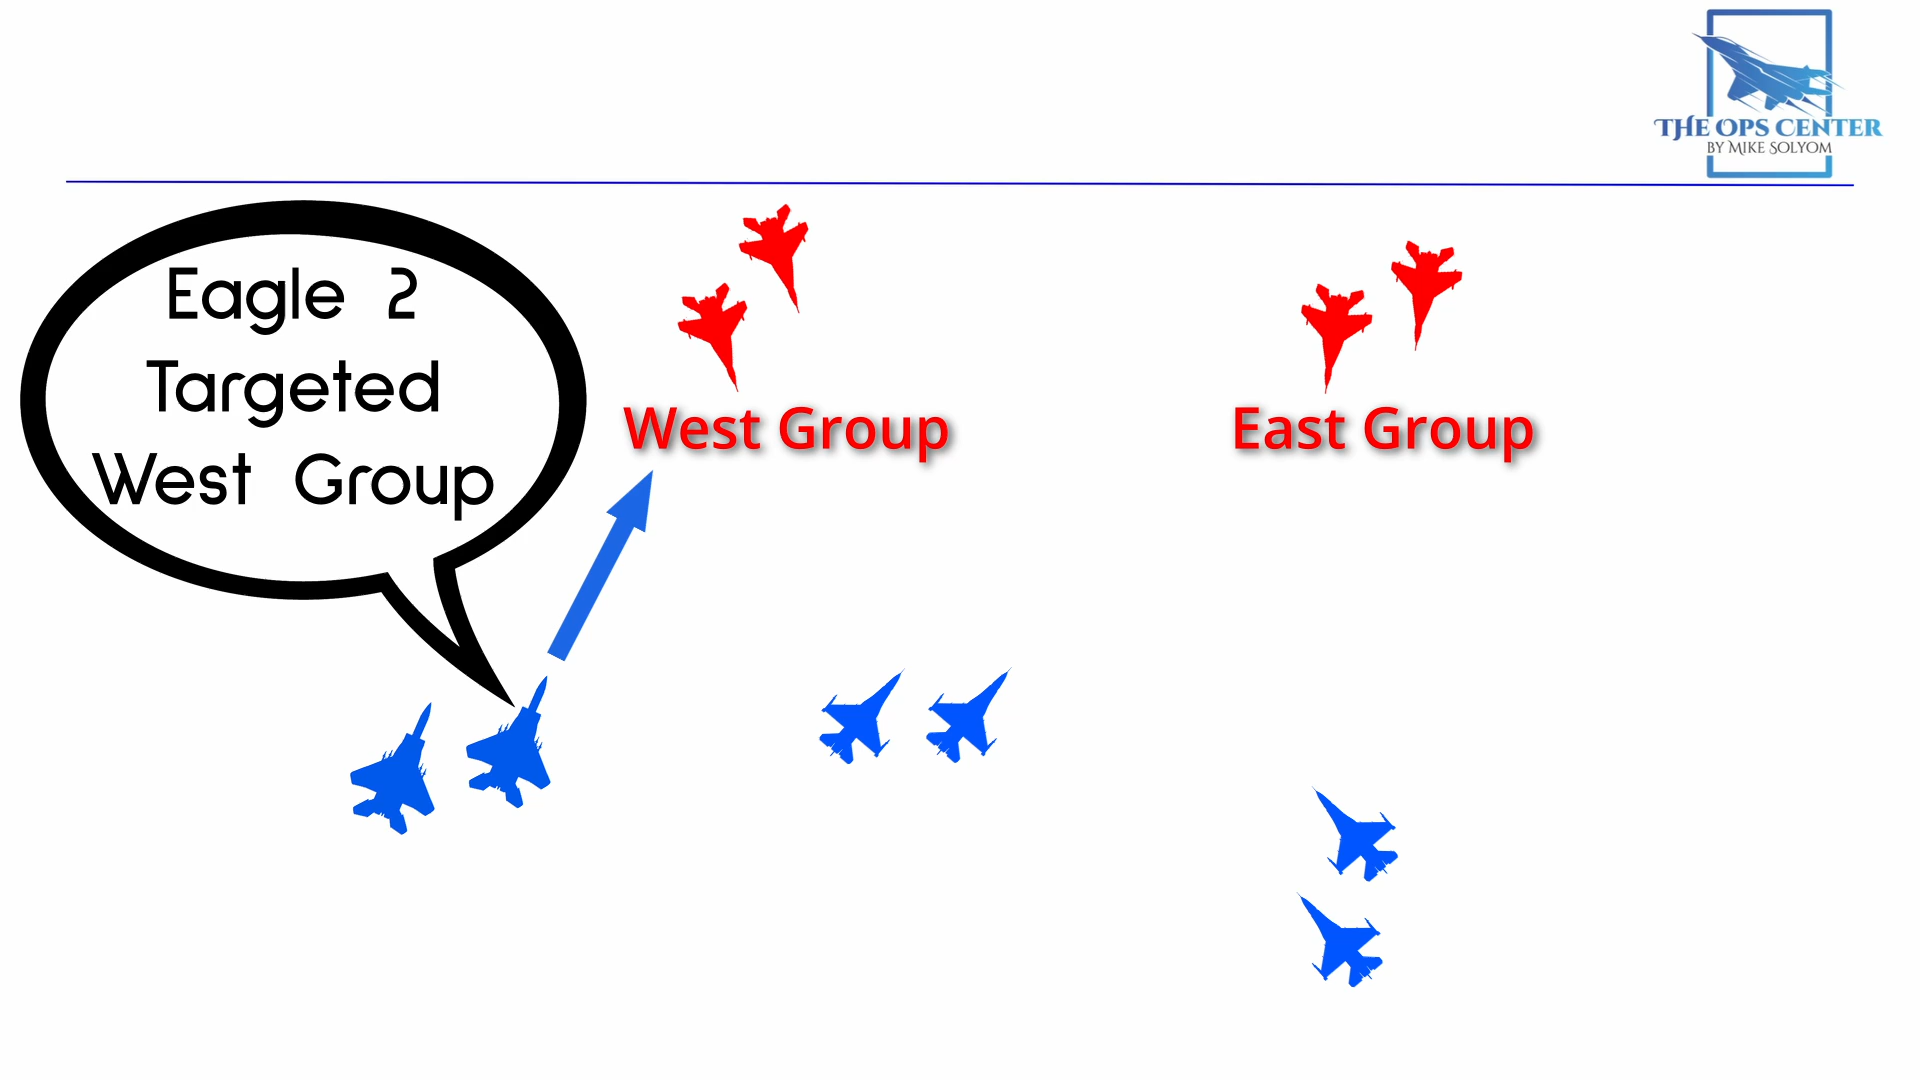 THE OPS CENTER
BY MIKE SOLYOM
Eagle 2
Targeted
West Group
West Group
East Group